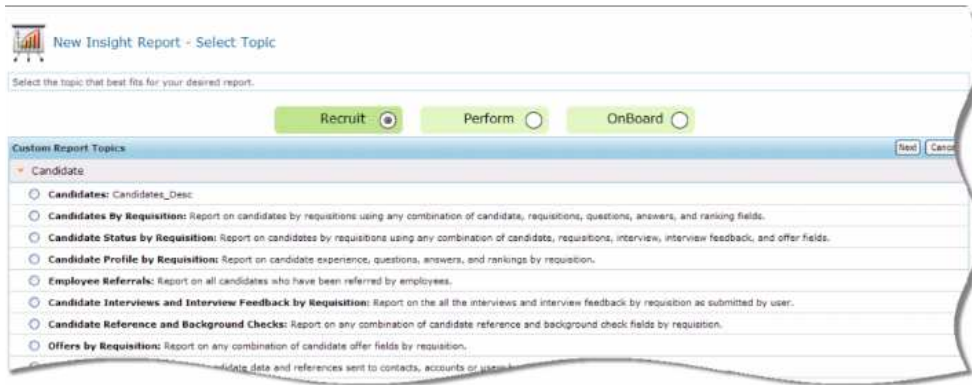 New Insight Report - Select Topic
Select the topic that best fits for your desired report.
Recruit Perform OnBoard
Custom Report Topics Next
Candidate
Candidates: Candidates_Desc
Candidates By Requisition: Report on candidates by requisitions using any combination of candidate, requisitions, questions, answers, and ranking fields.
Candidate Status by Requisition: Report on candidates by requisitions using any combination of candidate, requisitions, interview, interview feedback, and offer fields.
Candidate Profile by Requisition: Report on candidate experience, questions, answers, and rankings by requisition.
Employee Referrals: Report on all candidates who have been referred by employees.
Candidate Interviews and Interview Feedback by Requisition: Report on the all the interviews and interview feedback by requisition as submitted by user.
Candidate Reference and Background Checks: Report on any combination of candidate reference and background check fields by requisition.
Offers by Requisition: Report on any combination of candidate offer fields by requisition.
data and references sent to contacts, accounts or